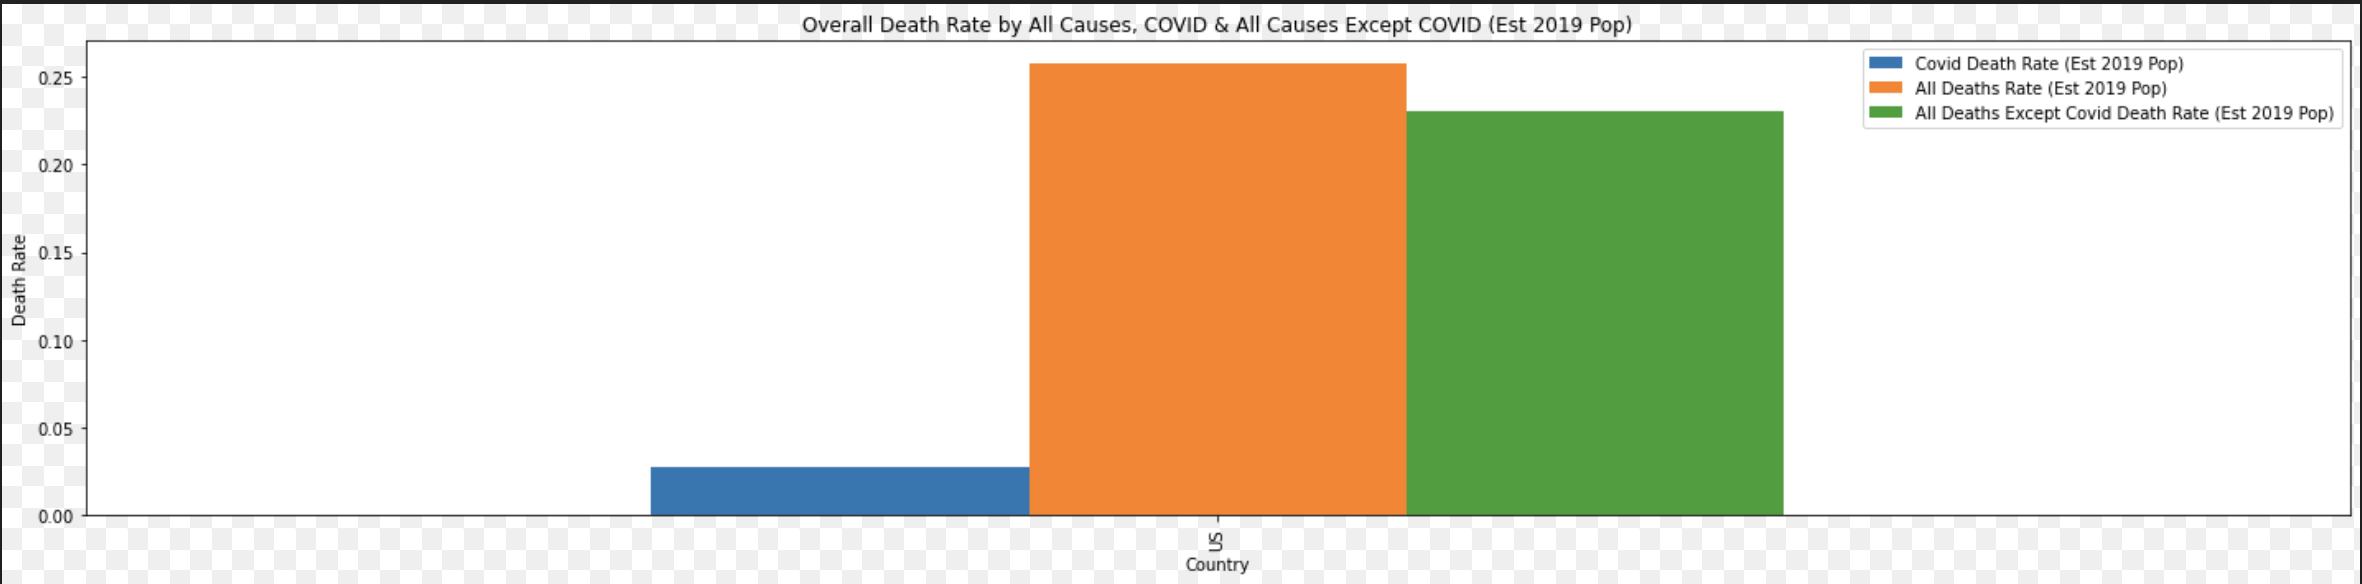 Overall Death Rate by All Causes, COVID & All Causes Except COVID (Est 2019 Pop)
Covid Death Rate (Est 2019 Pop)
All Deaths Rate (Est 2019 Pop)
All Deaths Except Covid Death Rate (Est 2019 Pop)
Death Rate
0.25
0.20
0.15
0.10
0.05
0.00
US
Country